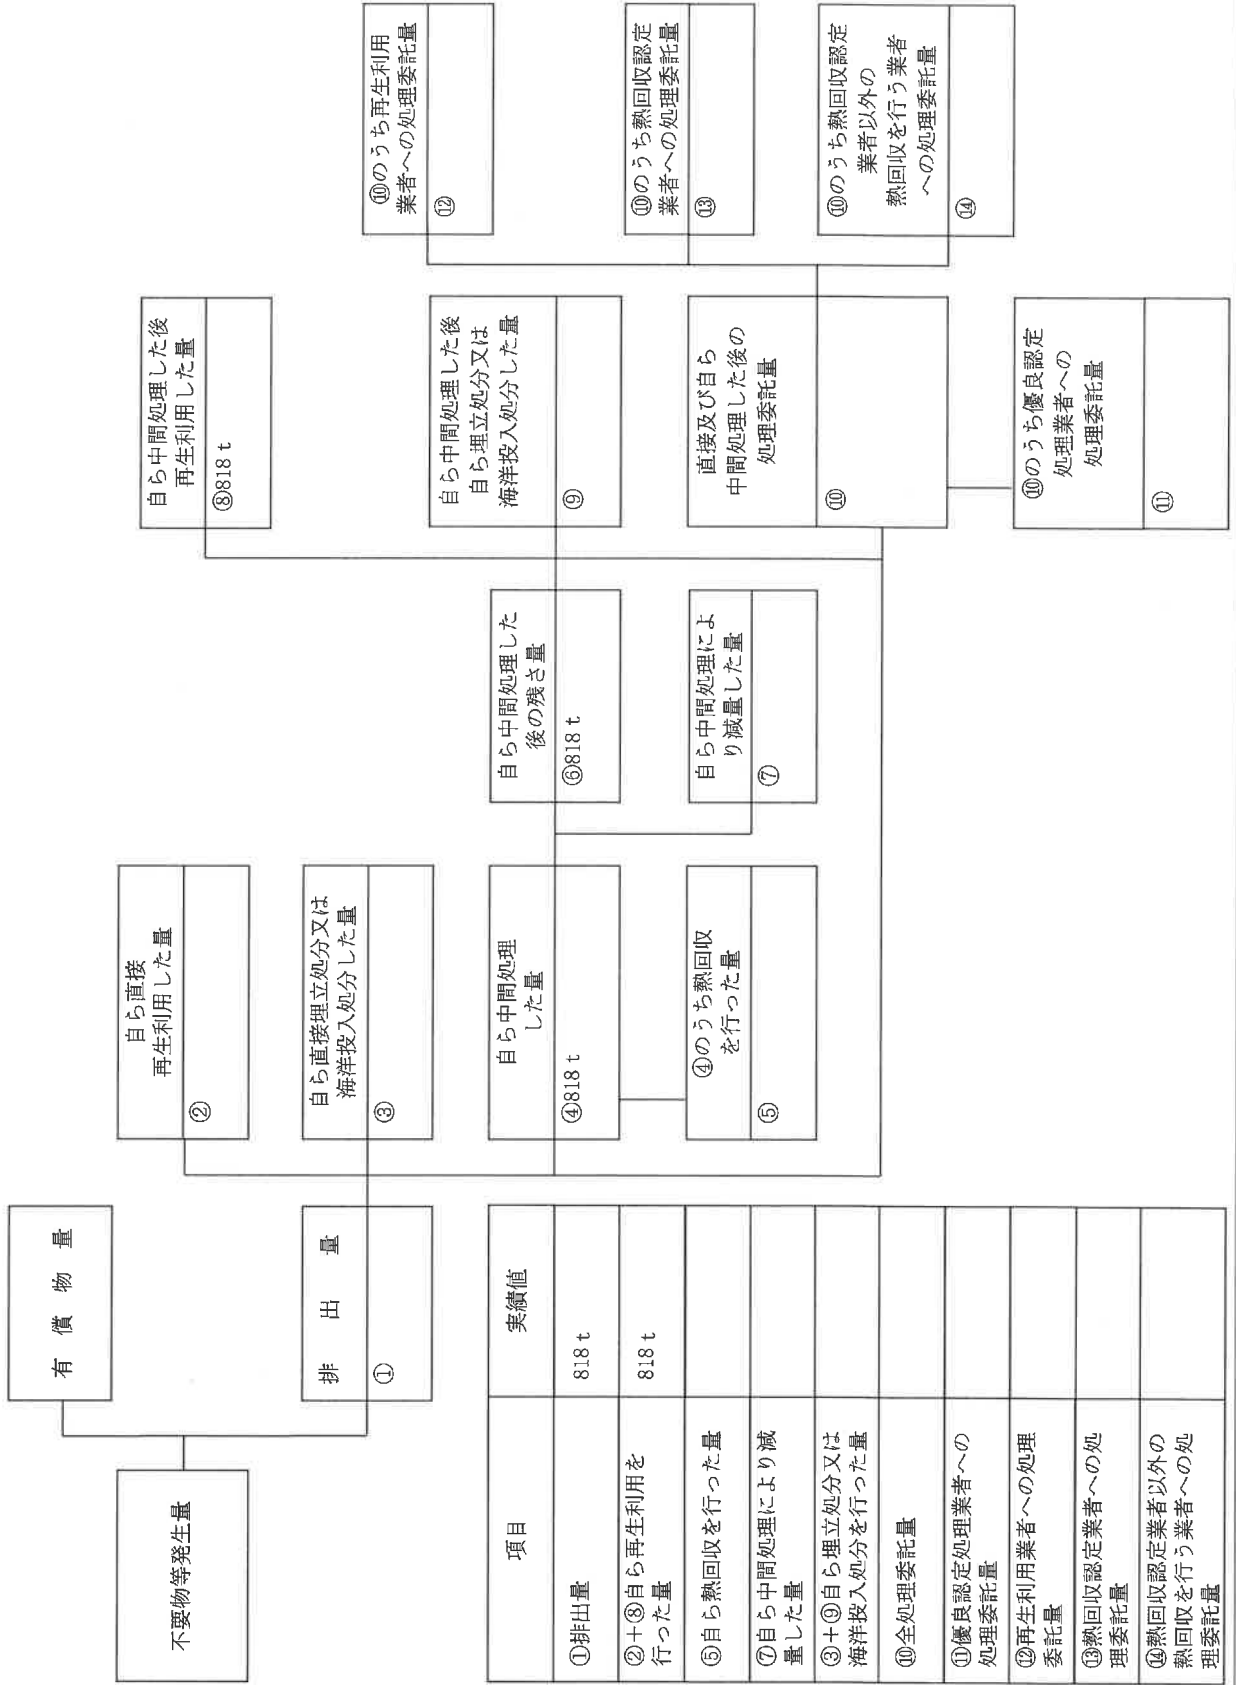 不要物等発生量
有償物量
排出量
①
自ら直接
再生利用した量
②
自ら直接埋立処分又は
海洋投入処分した量
③
自ら中間処理
した量
④818 t
④のうち熱回収
を行った量
⑤
自ら中間処理した
後の残さ量
⑥818 t
自ら中間処理によ
り減量した量
⑦
自ら中間処理した後
再生利用した量
⑧818 t
自ら中間処理した後
自ら埋立処分又は
海洋投入処分した量
⑨
直接及び自ら
中間処理した後の
処理委託量
⑩
⑩のうち優良認定
処理業者への
処理委託量
⑪
⑩のうち再生利用
業者への処理委託量
⑫
⑩のうち熱回収認定
業者への処理委託量
⑬
⑩のうち熱回収認定
業者以外の
熱回収を行う業者
への処理委託量
⑭
項目 実績値
①排出量 818 t
②+⑧自ら再生利用を
行った量 818 t
⑤自ら熱回収を行った量
⑦自ら中間処理により減
量した量
③+⑨自ら埋立処分又は
海洋投入処分を行った量
⑩全処理委託量
⑪優良認定処理業者への
処理委託量
⑫再生利用業者への処理
委託量
⑬熱回収認定業者への処
理委託量
⑭熱回収認定業者以外の
熱回収を行う業者への処
理委託量